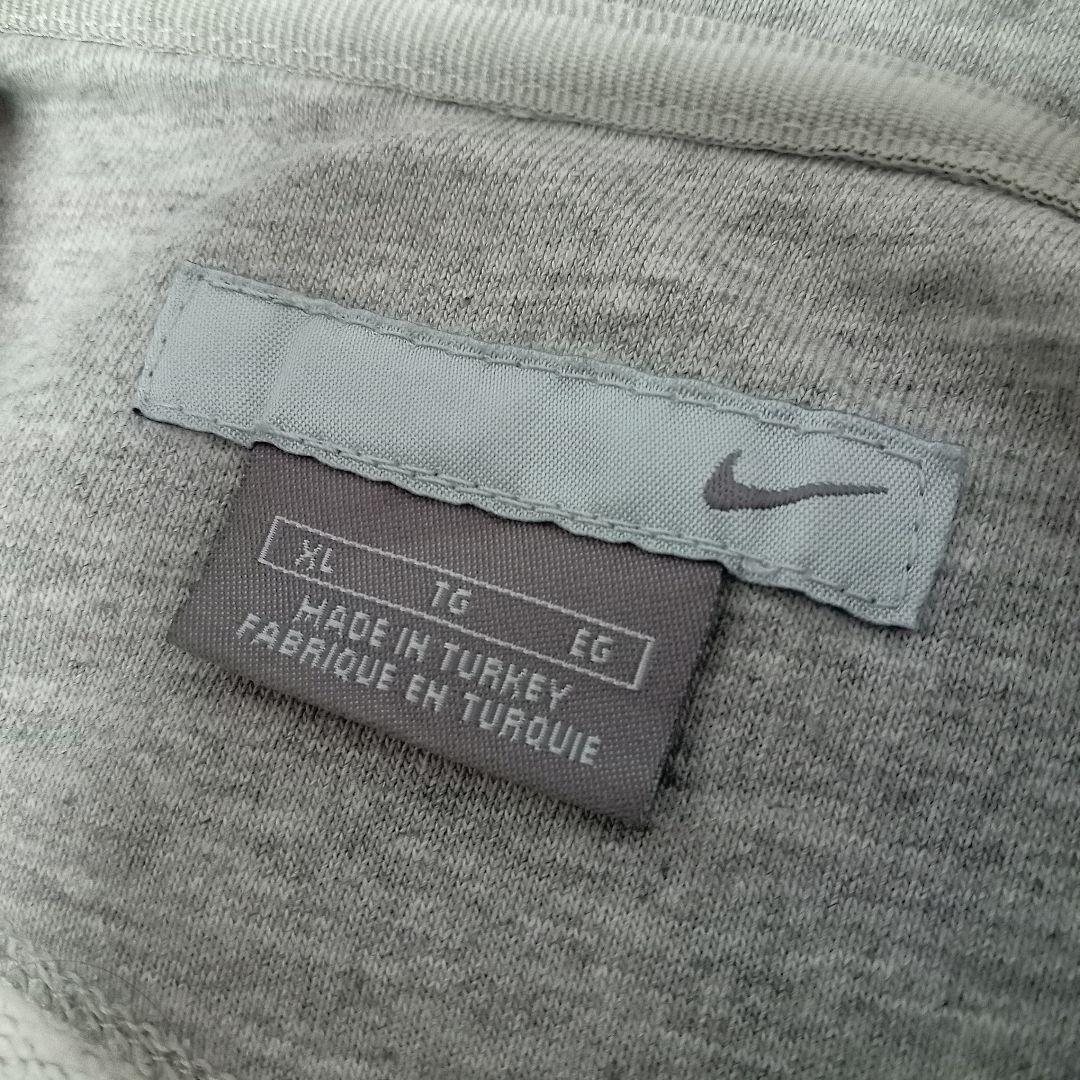 XL TG EG
MADE IN TURKEY
FABRIQUE EN TURQUIE